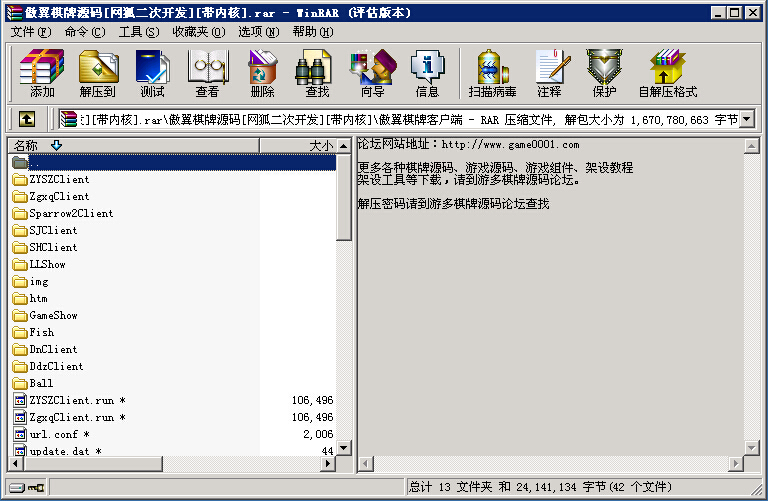 傲翼棋牌源码[网狐二次开发][带内核].rar - WinRAR (评估版本)
文件(F) 命令(C) 工具(S) 收藏夹(O) 选项(N) 帮助(H)
添加 解压到 测试 查看 删除 查找 向导 信息 扫描病毒 注释 保护 自解压格式
][带内核].rar\傲翼棋牌源码[网狐二次开发][带内核]\傲翼棋牌客户端 - RAR 压缩文件, 解包大小为 1,670,780,663 字节
名称 大小
..
ZYSZClient
ZgxqClient
Sparrow2Client
SJClient
SHClient
LLShow
img
htm
GameShow
Fish
DnClient
DdzClient
Ball
ZYSZClient.run * 106,496
ZgxqClient.run * 106,496
url.conf * 2,006
update.dat * 44
论坛网站地址：http://www.game0001.com
更多各种棋牌源码、游戏源码、游戏组件、架设教程
架设工具等下载，请到游多棋牌源码论坛。
解压密码请到游多棋牌源码论坛查找
总计 13 文件夹 和 24,141,134 字节(42 个文件)